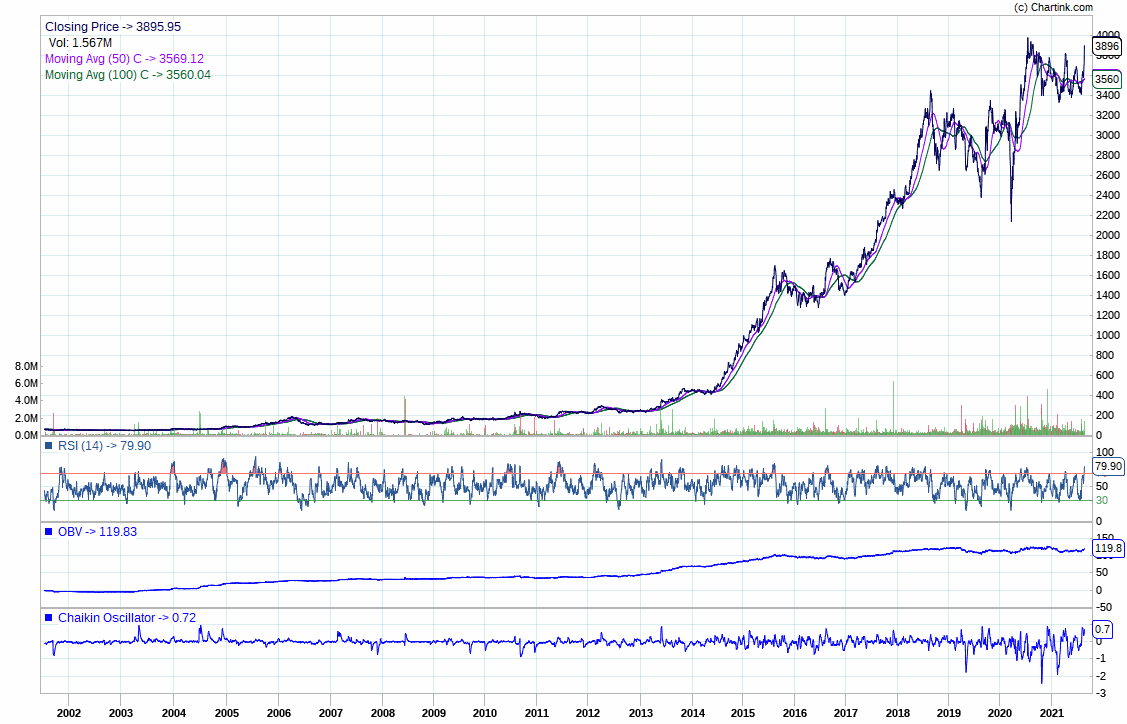 (c) Chartink.com
Closing Price -> 3895.95
Vol: 1.567M
Moving Avg (50) C -> 3569.12
Moving Avg (100) C -> 3560.04
4000
3896
3560
3400
3200
3000
2800
2600
2400
2200
2000
1800
1600
1400
1200
1000
800
600
400
200
0
8.0M
6.0M
4.0M
2.0M
0.0M
RSI (14) -> 79.90
100
79.90
50
30
0
OBV -> 119.83
150
119.8
50
0
-50
Chaikin Oscillator -> 0.72
0.7
0
-1
-2
-3
2002 2003 2004 2005 2006 2007 2008 2009 2010 2011 2012 2013 2014 2015 2016 2017 2018 2019 2020 2021